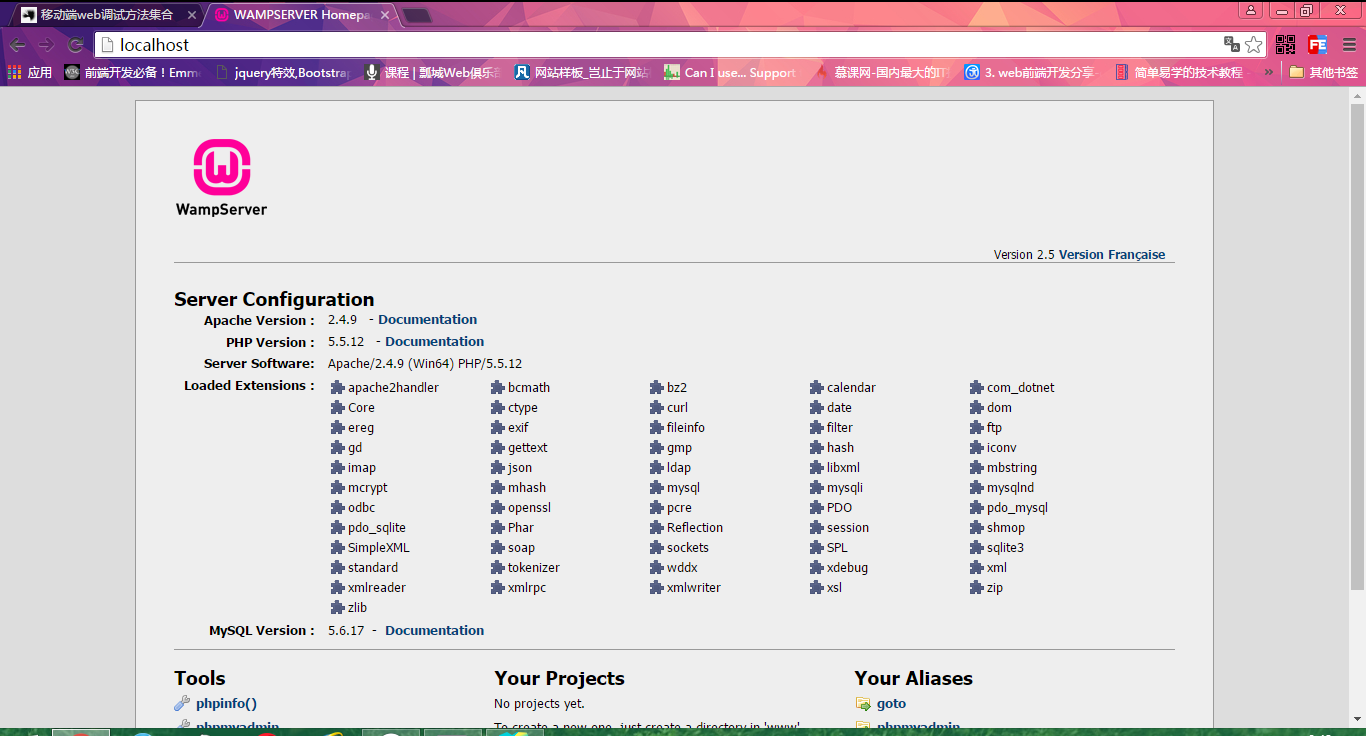 移动端web调试方法集合
WAMPSERVER Homepa
localhost
应用
前端开发必备！Emm
jquery特效,Bootstrap
课程 | 瓢城Web俱乐
网站样板_岂止于网站
Can I use... Support
慕课网-国内最大的IT
3. web前端开发分享
简单易学的技术教程
»
其他书签
WampServer
Version 2.5 Version Française
Server Configuration
Apache Version : 2.4.9 - Documentation
PHP Version : 5.5.12 - Documentation
Server Software: Apache/2.4.9 (Win64) PHP/5.5.12
Loaded Extensions :
apache2handler bcmath bz2 calendar com_dotnet
Core ctype curl date dom
ereg exif fileinfo filter ftp
gd gettext gmp hash iconv
imap json ldap libxml mbstring
mcrypt mhash mysql mysqli mysqlnd
odbc openssl pcre PDO pdo_mysql
pdo_sqlite Phar Reflection session shmop
SimpleXML soap sockets SPL sqlite3
standard tokenizer wddx xdebug xml
xmlreader xmlrpc xmlwriter xsl zip
zlib
MySQL Version : 5.6.17 - Documentation
Tools
phpinfo()
phpmyadmin
Your Projects
No projects yet.
To create a new one, just create a directory in 'www'.
Your Aliases
goto
phpmyadmin